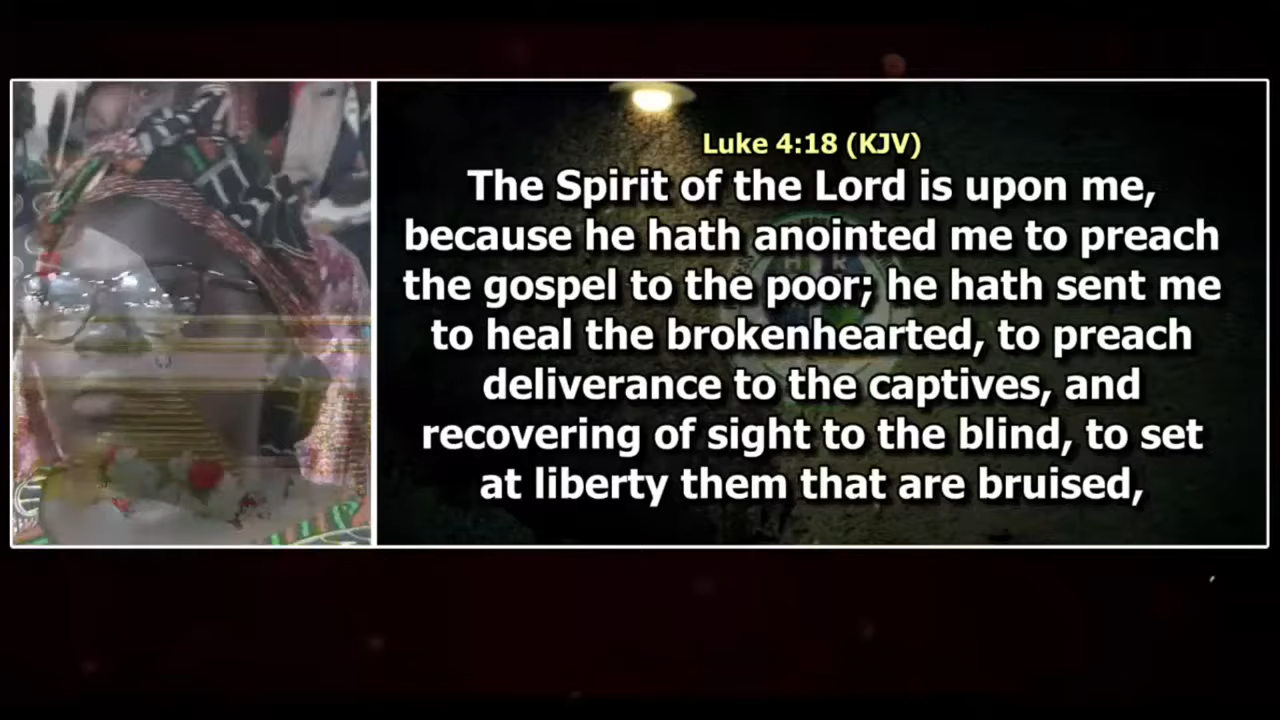 Luke 4:18 (KJV)
The Spirit of the Lord is upon me,
because he hath anointed me to preach
the gospel to the poor; he hath sent me
to heal the brokenhearted, to preach
deliverance to the captives, and
recovering of sight to the blind, to set
at liberty them that are bruised,